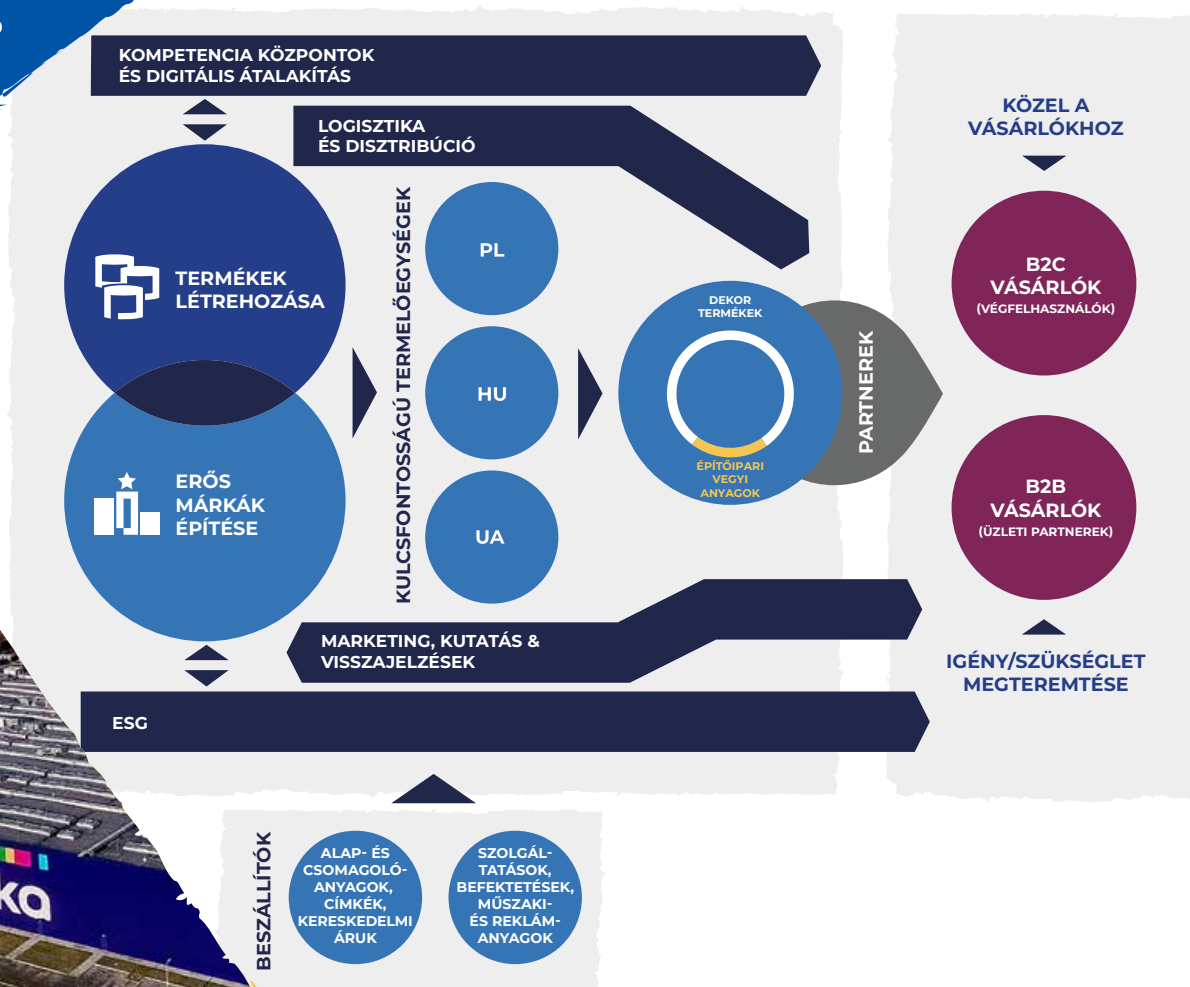 KOMPETENCIA KÖZPONTOK
ÉS DIGITÁLIS ÁTALAKÍTÁS
LOGISZTIKA
ÉS DISZTRIBÚCIÓ
TERMÉKEK
LÉTREHOZÁSA
ERŐS
MÁRKÁK
ÉPÍTÉSE
KULCSFONTOSSÁGÚ TERMELŐEGYSÉGEK
PL
HU
UA
DEKOR
TERMÉKEK
ÉPÍTŐIPARI
VEGYI
ANYAGOK
PARTNEREK
KÖZEL A
VÁSÁRLÓKHOZ
B2C
VÁSÁRLÓK
(VÉGFELHASZNÁLÓK)
B2B
VÁSÁRLÓK
(ÜZLETI PARTNEREK)
IGÉNY/SZÜKSÉGLET
MEGTEREMTÉSE
MARKETING, KUTATÁS &
VISSZAJELZÉSEK
ESG
BESZÁLLÍTÓK
ALAP- ÉS
CSOMAGOLÓ-
ANYAGOK,
CÍMKÉK,
KERESKEDELMI
ÁRUK
SZOLGÁL-
TATÁSOK,
BEFEKTETÉSEK,
MŰSZAKI-
ÉS REKLÁM-
ANYAGOK
ka